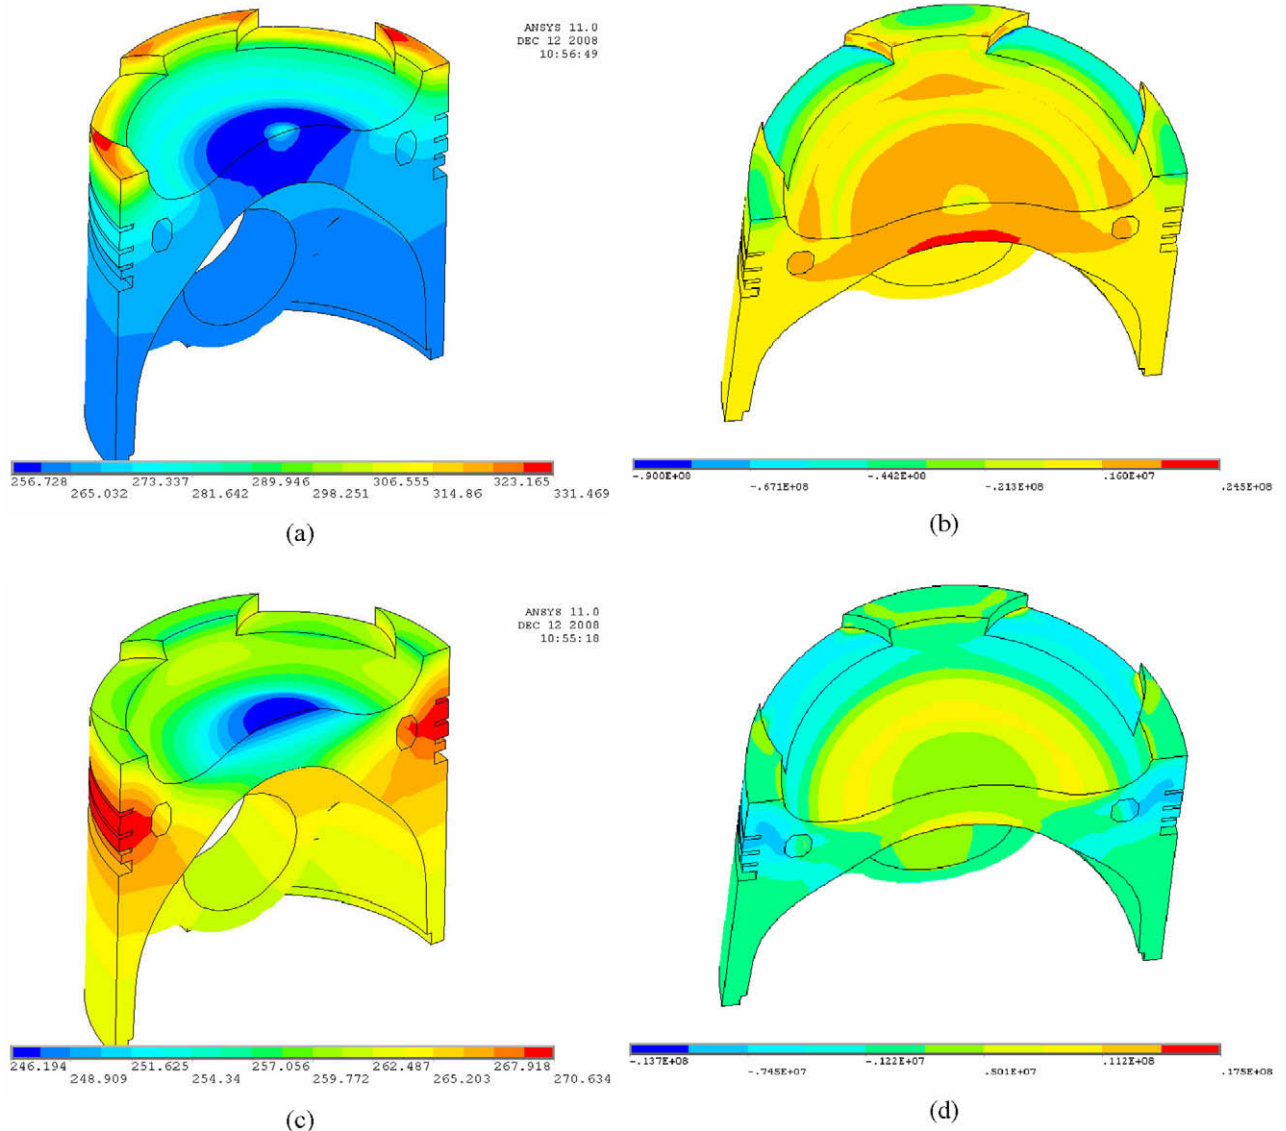 ANSYS 11.0
DEC 12 2008
10:56:49
256.728 273.337 289.946 306.555 323.165
265.032 281.642 298.251 314.86 331.469
(a)
-.900E+00 -.442E+08 .160E+07
-.671E+08 -.213E+08 .245E+08
(b)
ANSYS 11.0
DEC 12 2008
10:55:18
246.194 251.625 257.056 262.487 267.918
248.909 254.34 259.772 265.203 270.634
(c)
-.137E+08 -.122E+07 .112E+08
-.745E+07 .501E+07 .175E+08
(d)